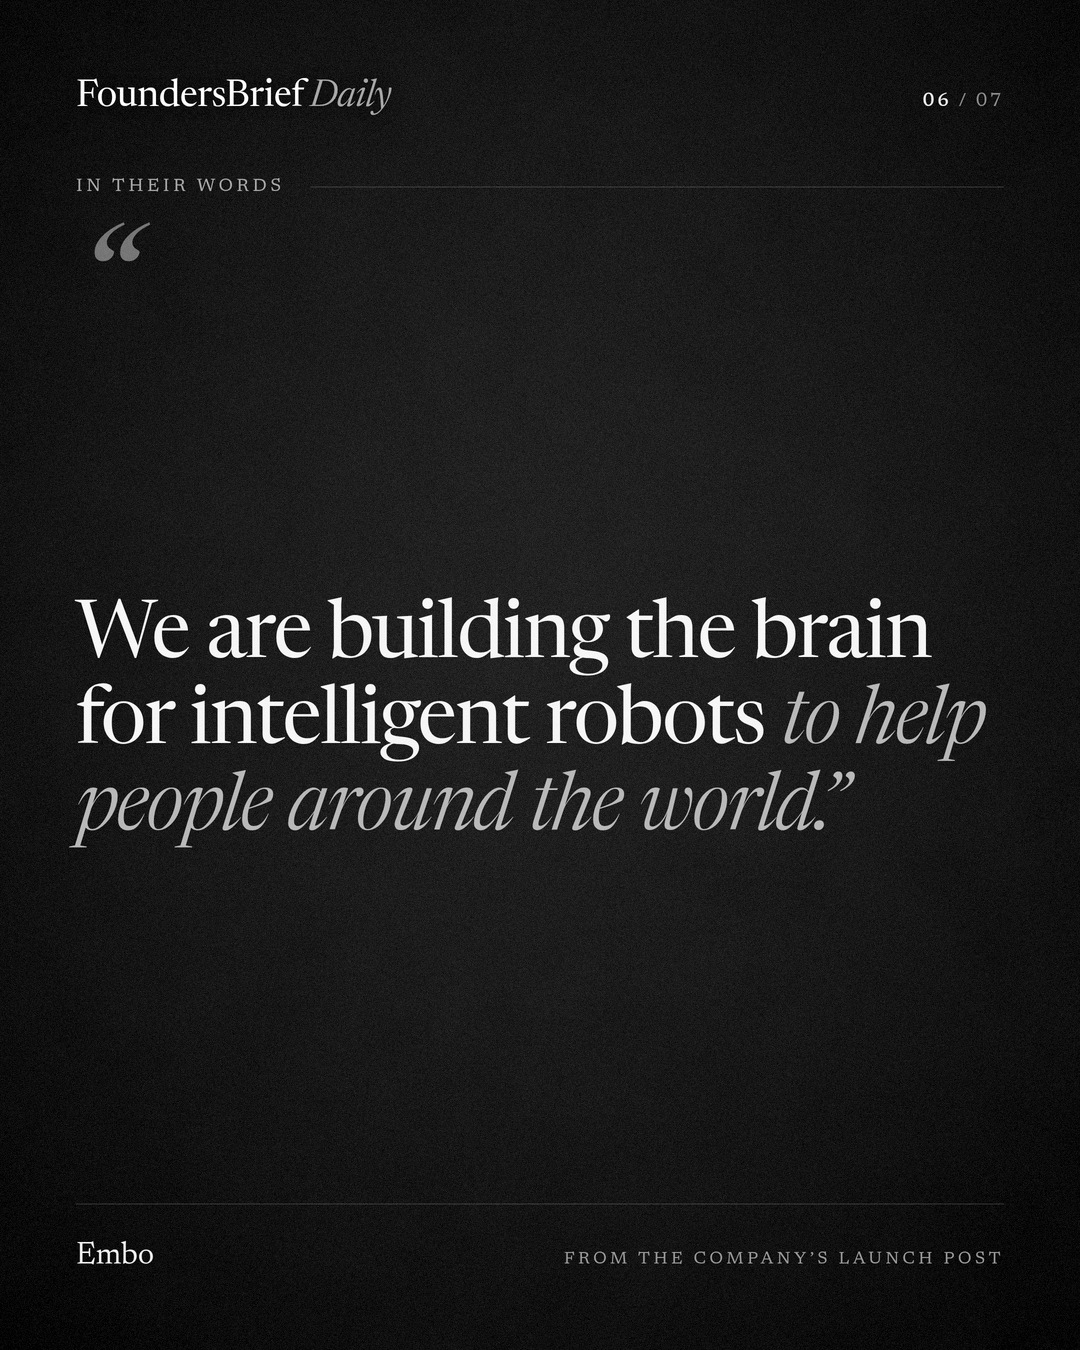 FoundersBrief Daily
06 / 07
IN THEIR WORDS
“
We are building the brain
for intelligent robots to help
people around the world.”
Embo
FROM THE COMPANY’S LAUNCH POST